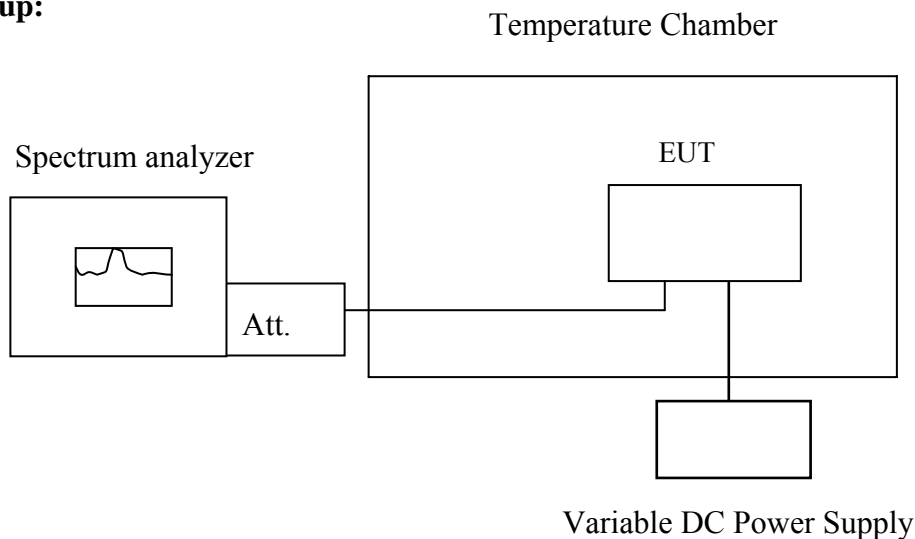 up:
Temperature Chamber
Spectrum analyzer
EUT
Att.
Variable DC Power Supply